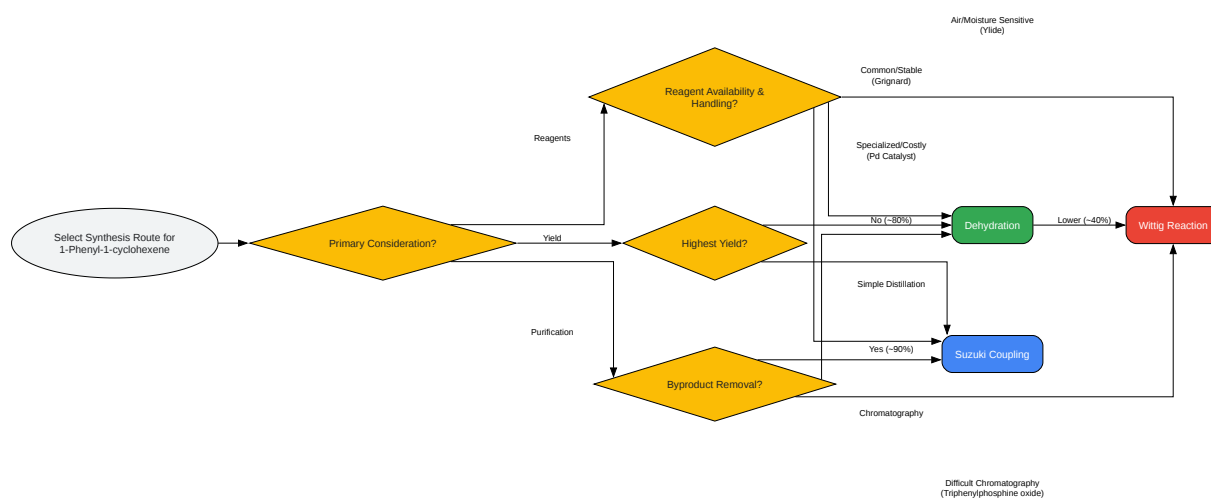 Air/Moisture Sensitive
(Ylide)
Common/Stable
(Grignard)
Reagent Availability &
Handling?
Reagents
Specialized/Costly
(Pd Catalyst)
Select Synthesis Route for
1-Phenyl-1-cyclohexene
Primary Consideration?
Yield
Highest Yield?
No (~80%)
Dehydration
Lower (~40%)
Wittig Reaction
Simple Distillation
Purification
Yes (~90%)
Suzuki Coupling
Byproduct Removal?
Chromatography
Difficult Chromatography
(Triphenylphosphine oxide)